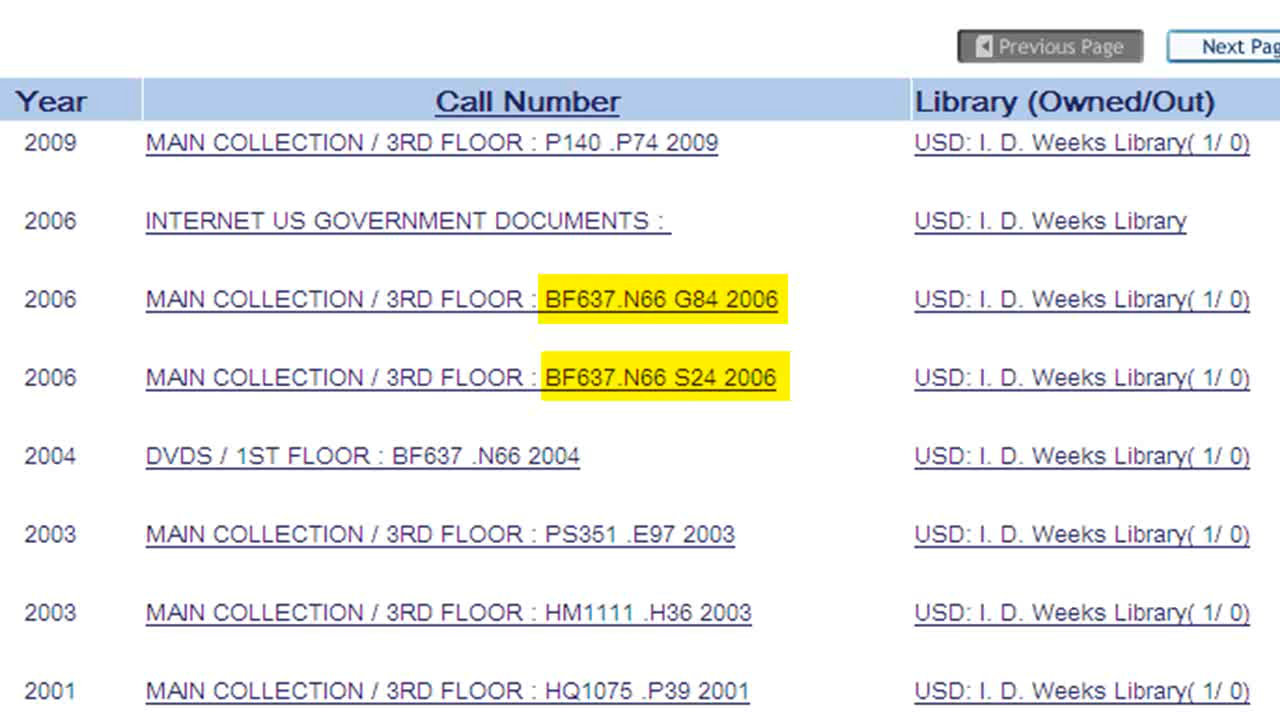 Previous Page Next Pag
Year Call Number Library (Owned/Out)
2009 MAIN COLLECTION / 3RD FLOOR : P140 .P74 2009 USD: I. D. Weeks Library( 1/ 0)
2006 INTERNET US GOVERNMENT DOCUMENTS : USD: I. D. Weeks Library
2006 MAIN COLLECTION / 3RD FLOOR : BF637.N66 G84 2006 USD: I. D. Weeks Library( 1/ 0)
2006 MAIN COLLECTION / 3RD FLOOR : BF637.N66 S24 2006 USD: I. D. Weeks Library( 1/ 0)
2004 DVDS / 1ST FLOOR : BF637 .N66 2004 USD: I. D. Weeks Library( 1/ 0)
2003 MAIN COLLECTION / 3RD FLOOR : PS351 .E97 2003 USD: I. D. Weeks Library( 1/ 0)
2003 MAIN COLLECTION / 3RD FLOOR : HM1111 .H36 2003 USD: I. D. Weeks Library( 1/ 0)
2001 MAIN COLLECTION / 3RD FLOOR : HQ1075 .P39 2001 USD: I. D. Weeks Library( 1/ 0)